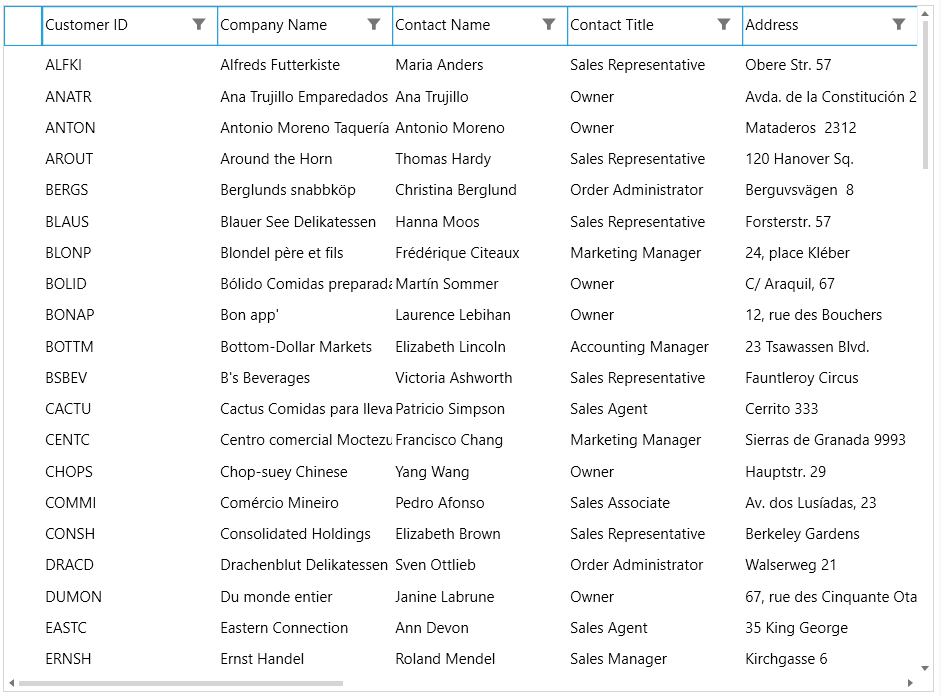 Customer ID Company Name Contact Name Contact Title Address
ALFKI Alfreds Futterkiste Maria Anders Sales Representative Obere Str. 57
ANATR Ana Trujillo Emparedados Ana Trujillo Owner Avda. de la Constitución 2
ANTON Antonio Moreno Taquería Antonio Moreno Owner Mataderos  2312
AROUT Around the Horn Thomas Hardy Sales Representative 120 Hanover Sq.
BERGS Berglunds snabbköp Christina Berglund Order Administrator Berguvsvägen  8
BLAUS Blauer See Delikatessen Hanna Moos Sales Representative Forsterstr. 57
BLONP Blondel père et fils Frédérique Citeaux Marketing Manager 24, place Kléber
BOLID Bólido Comidas preparada Martín Sommer Owner C/ Araquil, 67
BONAP Bon app' Laurence Lebihan Owner 12, rue des Bouchers
BOTTM Bottom-Dollar Markets Elizabeth Lincoln Accounting Manager 23 Tsawassen Blvd.
BSBEV B's Beverages Victoria Ashworth Sales Representative Fauntleroy Circus
CACTU Cactus Comidas para lleva Patricio Simpson Sales Agent Cerrito 333
CENTC Centro comercial Moctezu Francisco Chang Marketing Manager Sierras de Granada 9993
CHOPS Chop-suey Chinese Yang Wang Owner Hauptstr. 29
COMMI Comércio Mineiro Pedro Afonso Sales Associate Av. dos Lusíadas, 23
CONSH Consolidated Holdings Elizabeth Brown Sales Representative Berkeley Gardens
DRACD Drachenblut Delikatessen Sven Ottlieb Order Administrator Walserweg 21
DUMON Du monde entier Janine Labrune Owner 67, rue des Cinquante Ota
EASTC Eastern Connection Ann Devon Sales Agent 35 King George
ERNSH Ernst Handel Roland Mendel Sales Manager Kirchgasse 6